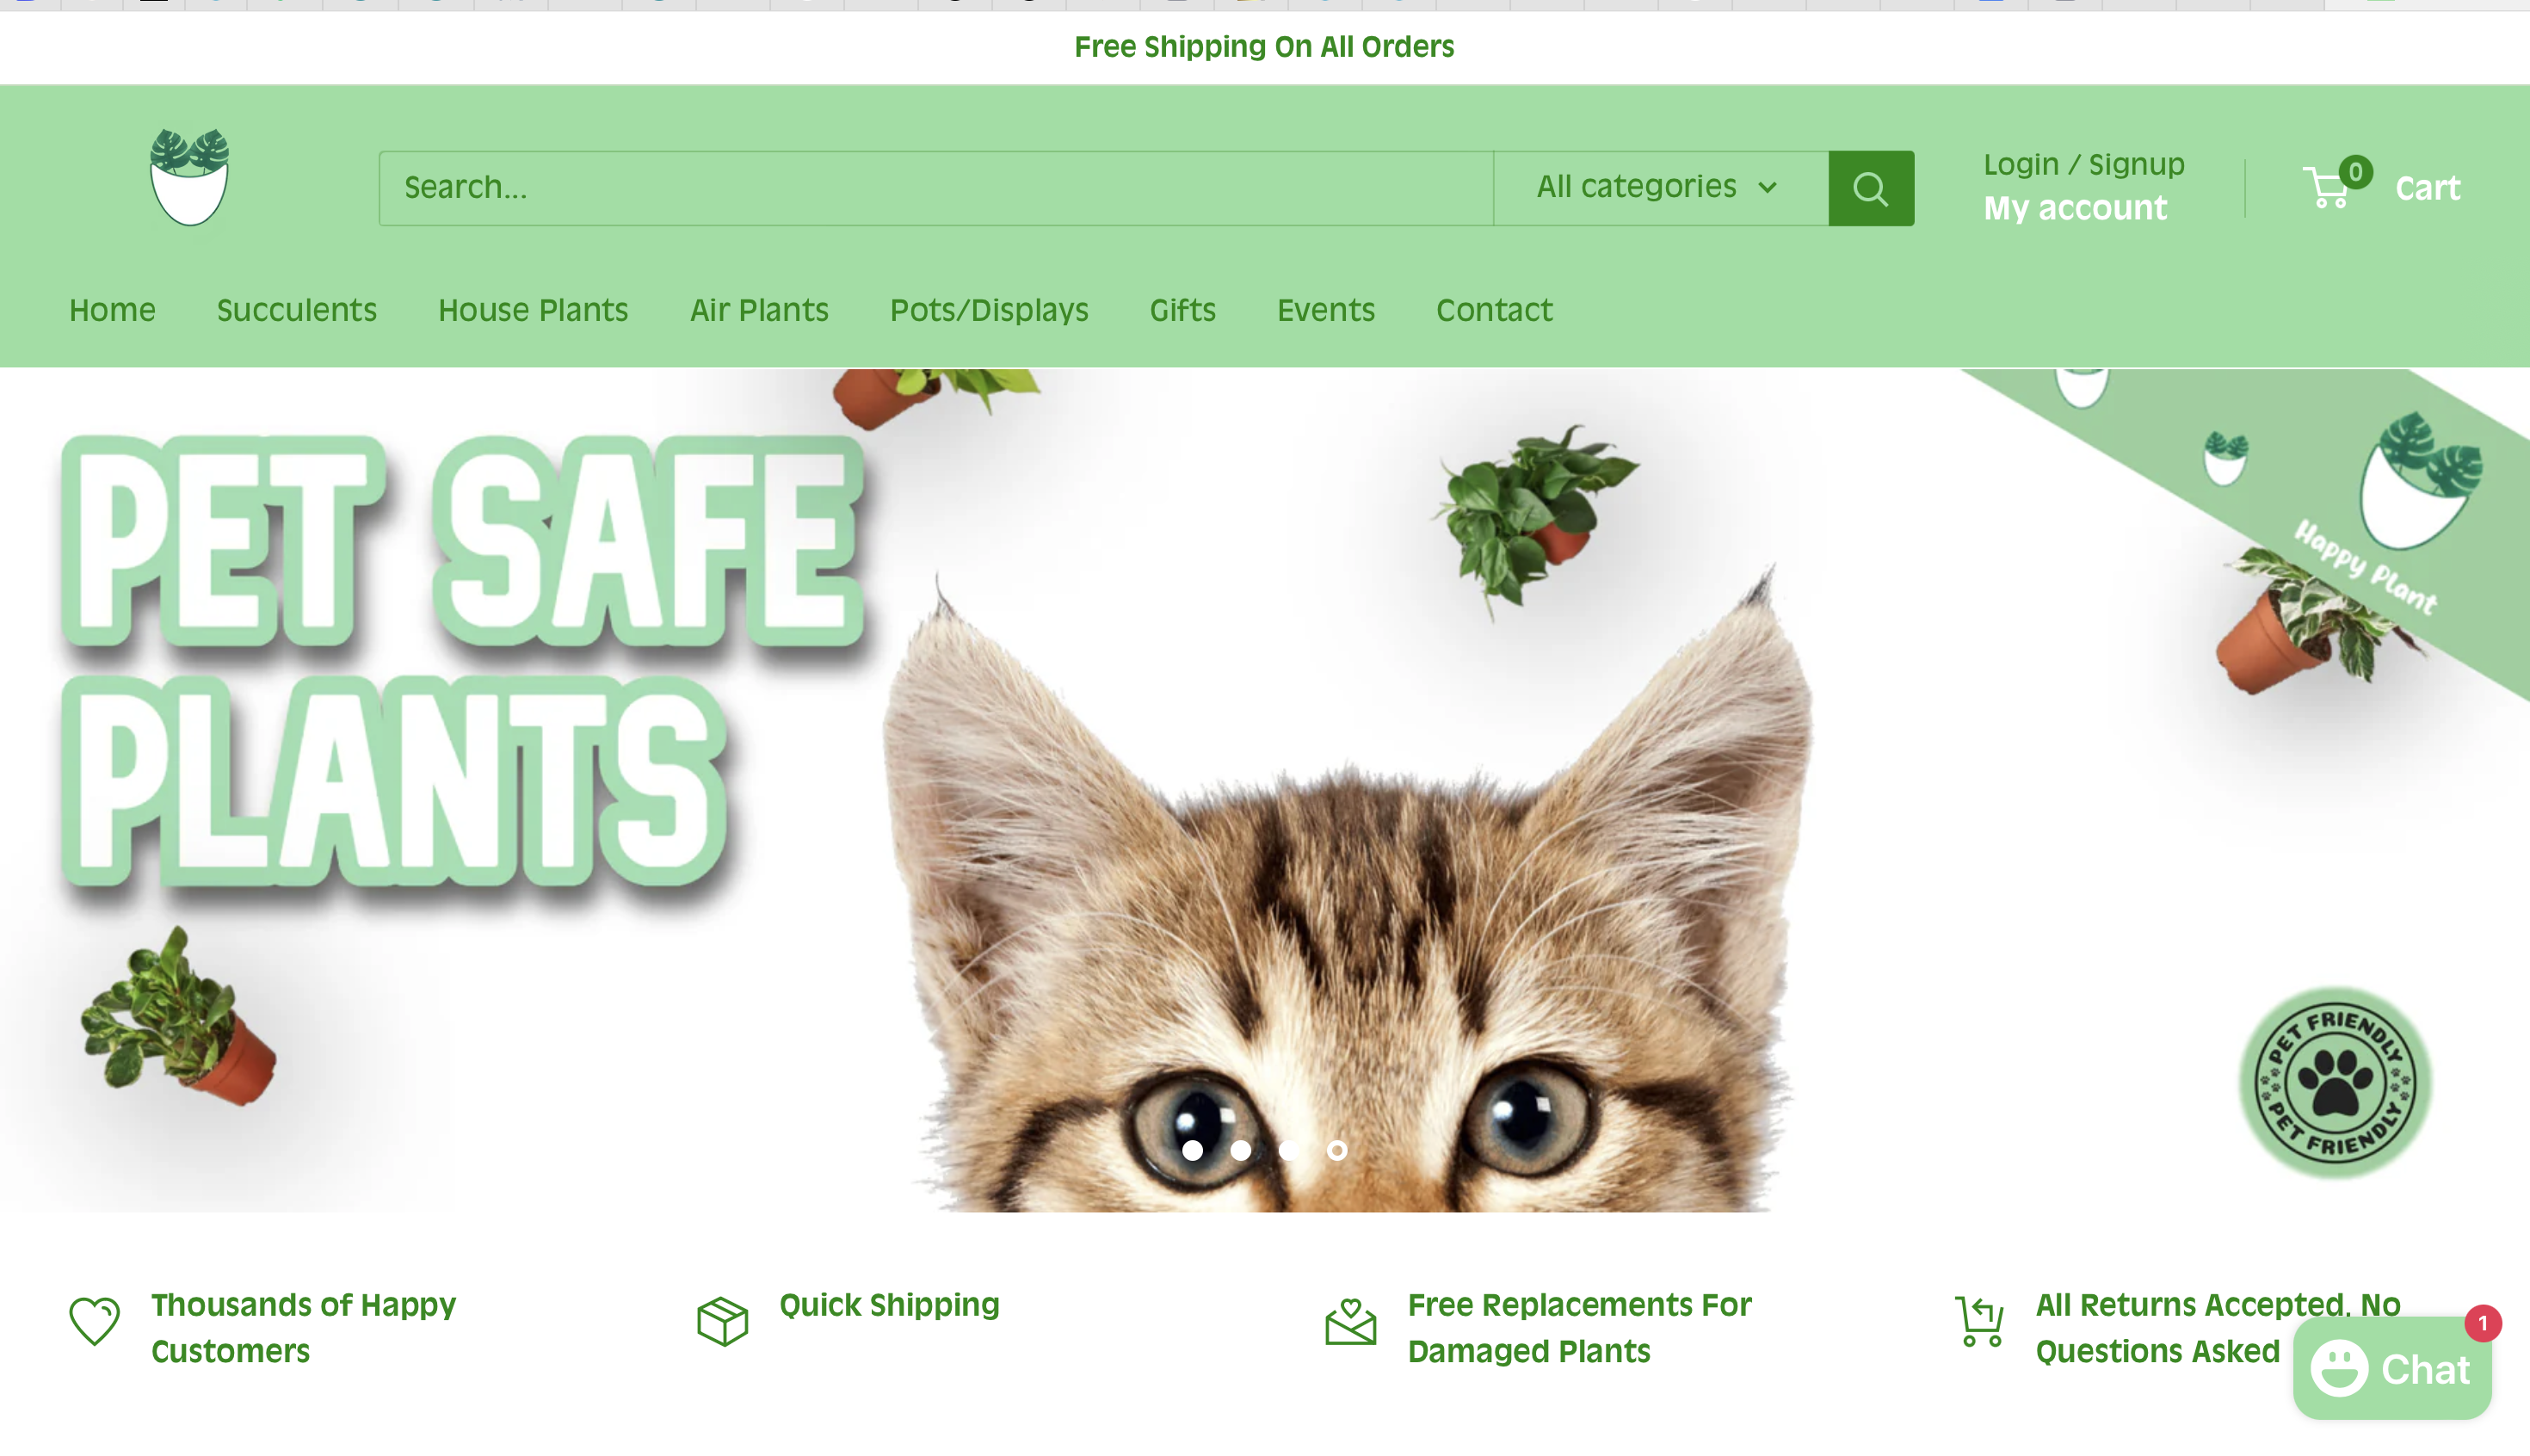 Free Shipping On All Orders
Search...
All categories
Login / Signup
My account
0
Cart
Home
Succulents
House Plants
Air Plants
Pots/Displays
Gifts
Events
Contact
PET SAFE
PLANTS
Happy Plant
PET FRIENDLY
PET FRIENDLY
Thousands of Happy
Customers
Quick Shipping
Free Replacements For
Damaged Plants
All Returns Accepted, No
Questions Asked
1
Chat